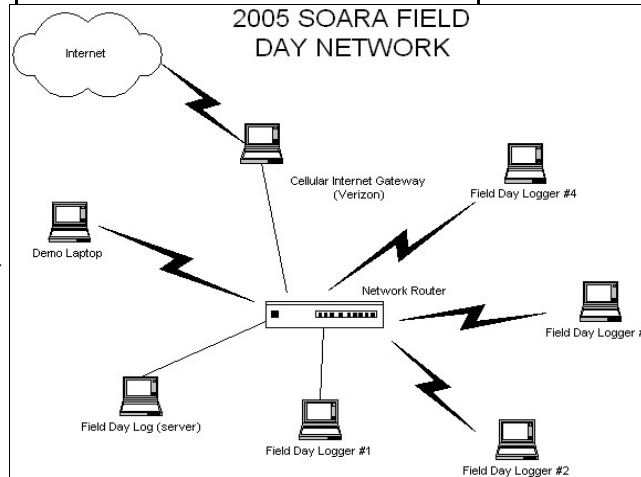 2005 SOARA FIELD
DAY NETWORK
Internet
Cellular Internet Gateway
(Verizon)
Field Day Logger #4
Demo Laptop
Network Router
Field Day Logger #
Field Day Log (server)
Field Day Logger #1
Field Day Logger #2